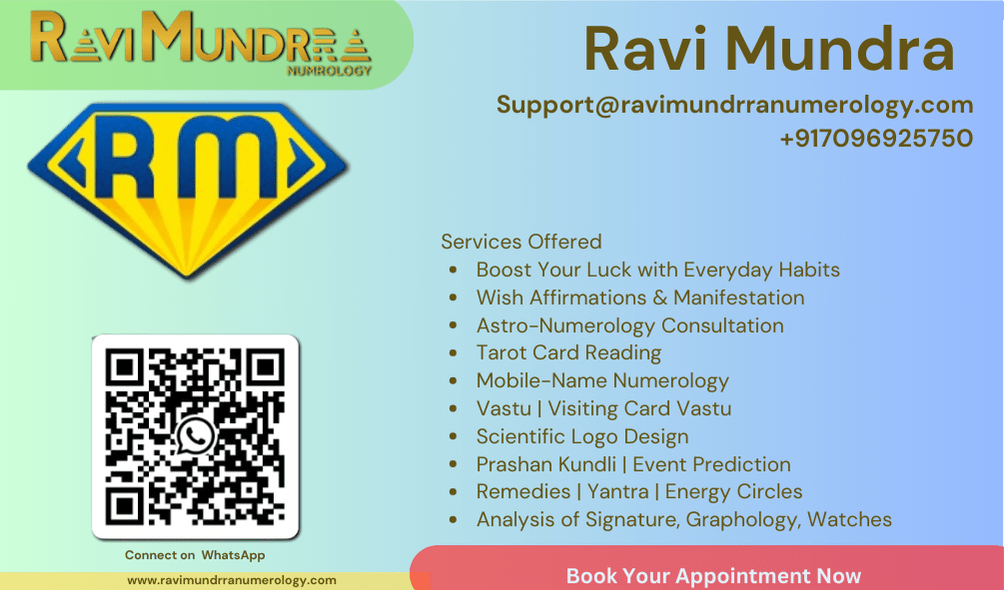 RAVI MUNDRRA
NUMROLOGY
RM
Connect on WhatsApp
www.ravimundrranumerology.com
Ravi Mundra
Support@ravimundrranumerology.com
+917096925750
Services Offered
• Boost Your Luck with Everyday Habits
• Wish Affirmations & Manifestation
• Astro-Numerology Consultation
• Tarot Card Reading
• Mobile-Name Numerology
• Vastu | Visiting Card Vastu
• Scientific Logo Design
• Prashan Kundli | Event Prediction
• Remedies | Yantra | Energy Circles
• Analysis of Signature, Graphology, Watches
Book Your Appointment Now